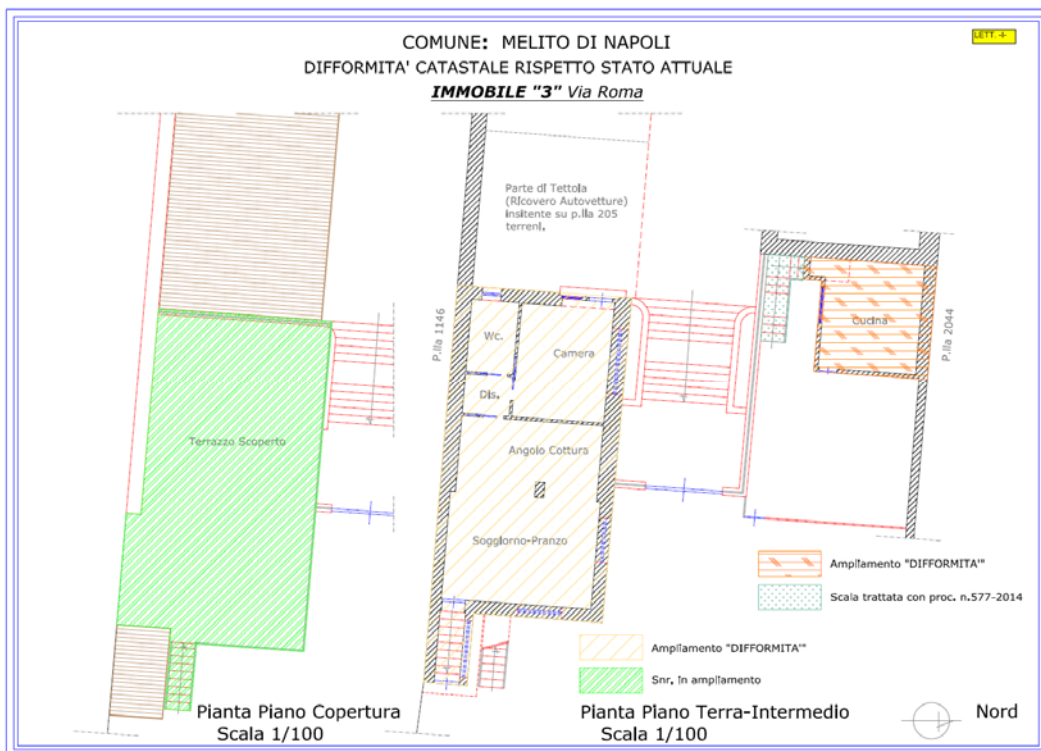 LETT. +
COMUNE: MELITO DI NAPOLI
DIFFORMITA' CATASTALE RISPETTO STATO ATTUALE
IMMOBILE "3" Via Roma
Parte di Tettoia
(Ricovero Autovetture)
insitente su p.lla 205
terreni.
P.lla 1146
Wc.
Camera
Dis.
Angolo Cottura
Soggiorno-Pranzo
Terrazzo Scoperto
Cucina
P.lla 2044
Ampliamento "DIFFORMITA'"
Scala trattata con proc. n.577-2014
Ampliamento "DIFFORMITA'"
Snr. in ampliamento
Pianta Piano Copertura
Scala 1/100
Pianta Piano Terra-Intermedio
Scala 1/100
Nord